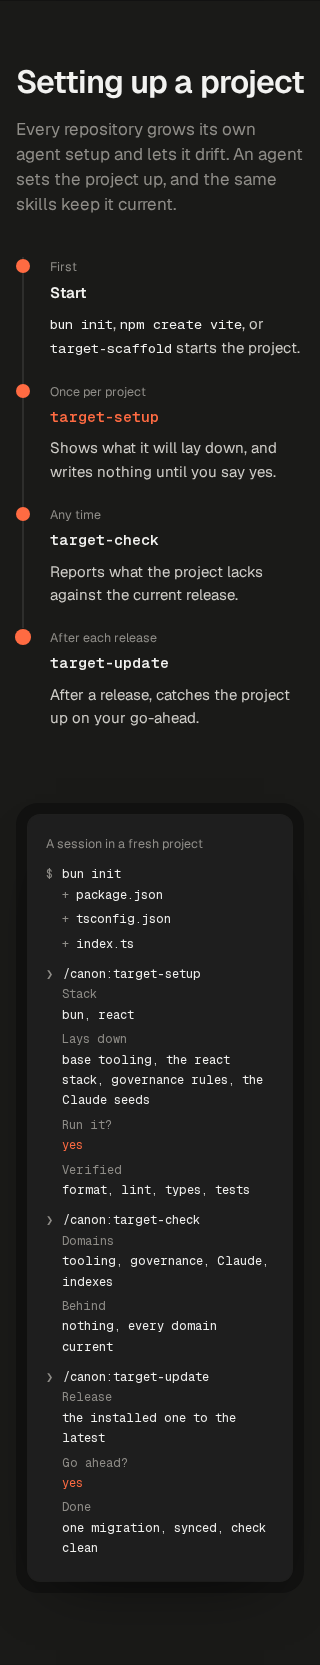 Setting up a project
Every repository grows its own
agent setup and lets it drift. An agent
sets the project up, and the same
skills keep it current.
First
Start
bun init, npm create vite, or
target-scaffold starts the project.
Once per project
target-setup
Shows what it will lay down, and
writes nothing until you say yes.
Any time
target-check
Reports what the project lacks
against the current release.
After each release
target-update
After a release, catches the project
up on your go-ahead.
A session in a fresh project
$ bun init
+ package.json
+ tsconfig.json
+ index.ts
❯ /canon:target-setup
Stack
bun, react
Lays down
base tooling, the react
stack, governance rules, the
Claude seeds
Run it?
yes
Verified
format, lint, types, tests
❯ /canon:target-check
Domains
tooling, governance, Claude,
indexes
Behind
nothing, every domain
current
❯ /canon:target-update
Release
the installed one to the
latest
Go ahead?
yes
Done
one migration, synced, check
clean